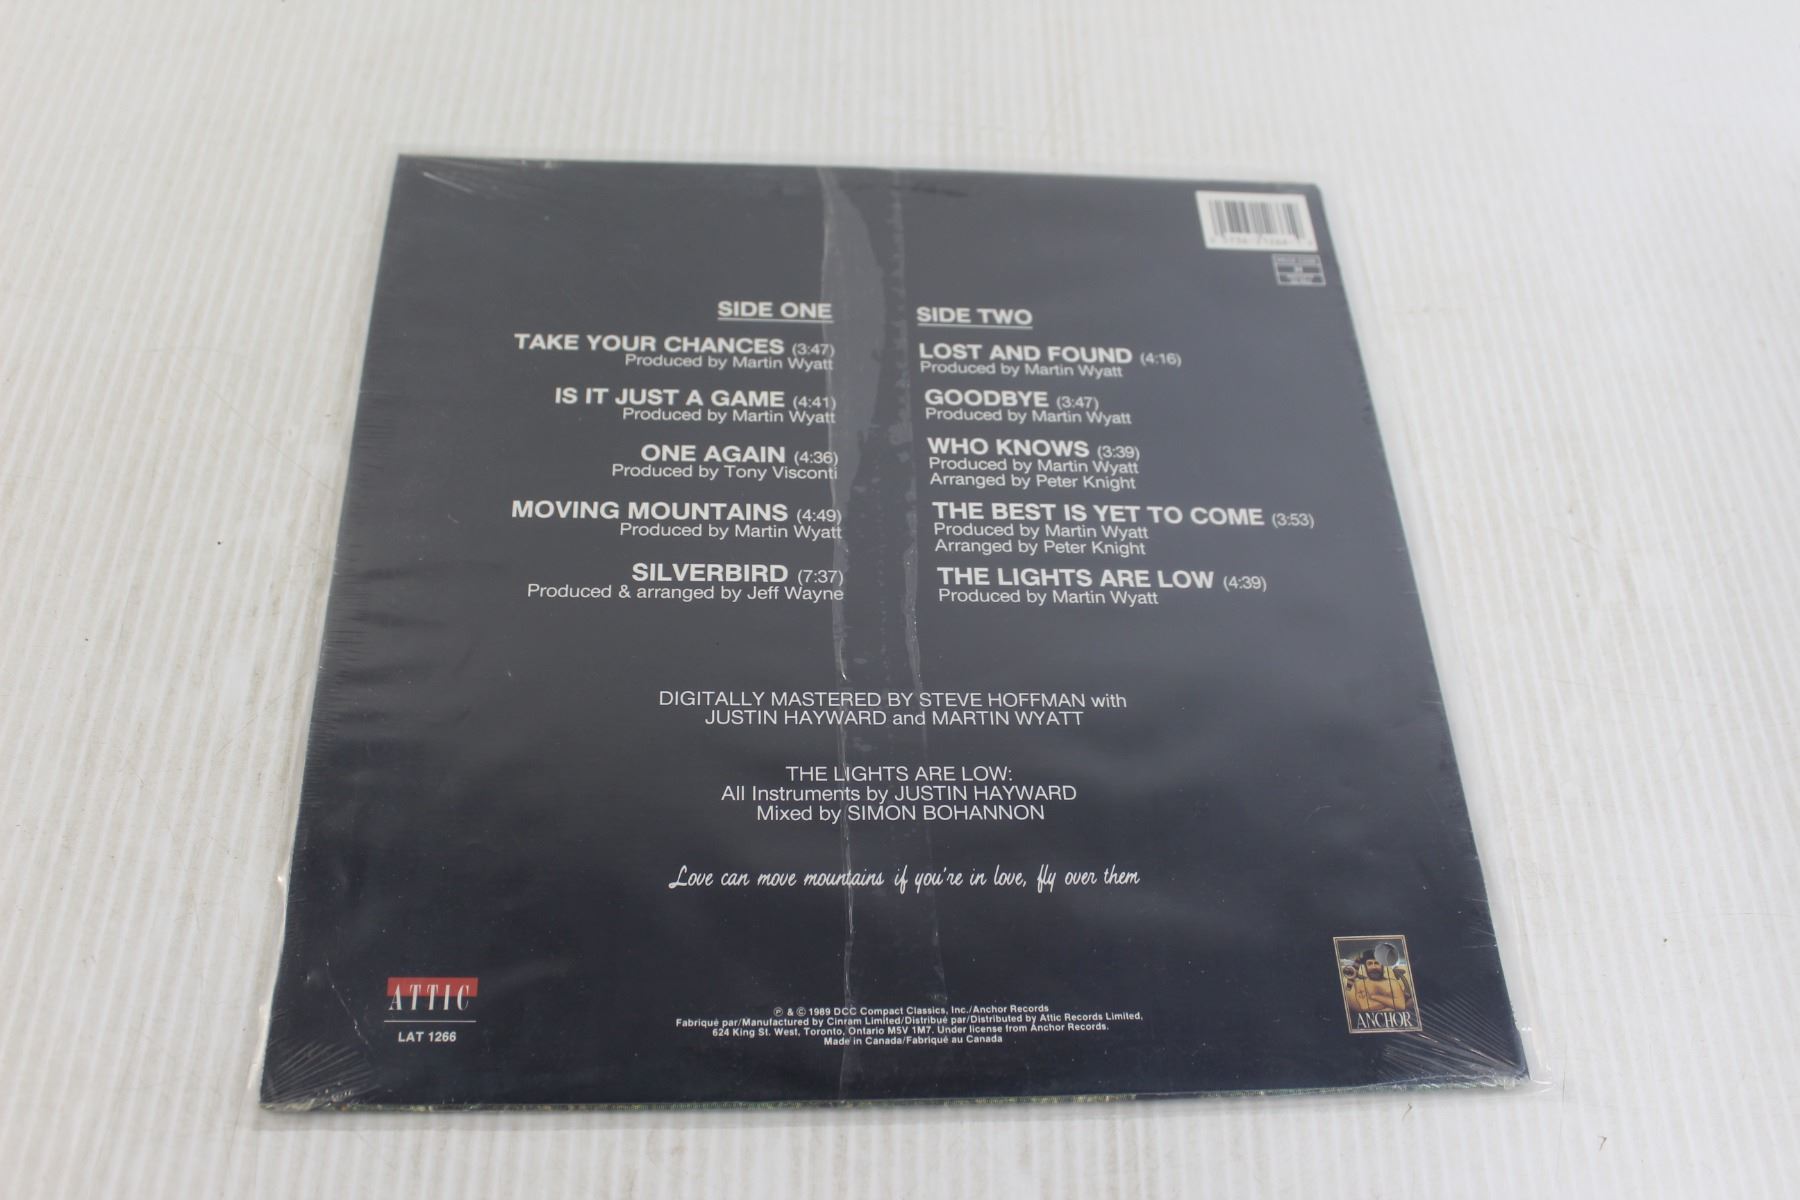 SIDE ONE
TAKE YOUR CHANCES (3:47)
Produced by Martin Wyatt
IS IT JUST A GAME (4:41)
Produced by Martin Wyatt
ONE AGAIN (4:36)
Produced by Tony Visconti
MOVING MOUNTAINS (4:49)
Produced by Martin Wyatt
SILVERBIRD (7:37)
Produced & arranged by Jeff Wayne
SIDE TWO
LOST AND FOUND (4:16)
Produced by Martin Wyatt
GOODBYE (3:47)
Produced by Martin Wyatt
WHO KNOWS (3:39)
Produced by Martin Wyatt
Arranged by Peter Knight
THE BEST IS YET TO COME (3:53)
Produced by Martin Wyatt
Arranged by Peter Knight
THE LIGHTS ARE LOW (4:39)
Produced by Martin Wyatt
DIGITALLY MASTERED BY STEVE HOFFMAN with
JUSTIN HAYWARD and MARTIN WYATT
THE LIGHTS ARE LOW:
All Instruments by JUSTIN HAYWARD
Mixed by SIMON BOHANNON
Love can move mountains if you're in love, fly over them
ATTIC
LAT 1266
℗ & © 1989 DCC Compact Classics, Inc./Anchor Records
Fabriqué par/Manufactured by Cinram Limited/Distribué par/Distributed by Attic Records Limited,
624 King St. West, Toronto, Ontario M5V 1M7. Under license from Anchor Records.
Made in Canada/Fabriqué au Canada
ANCHOR